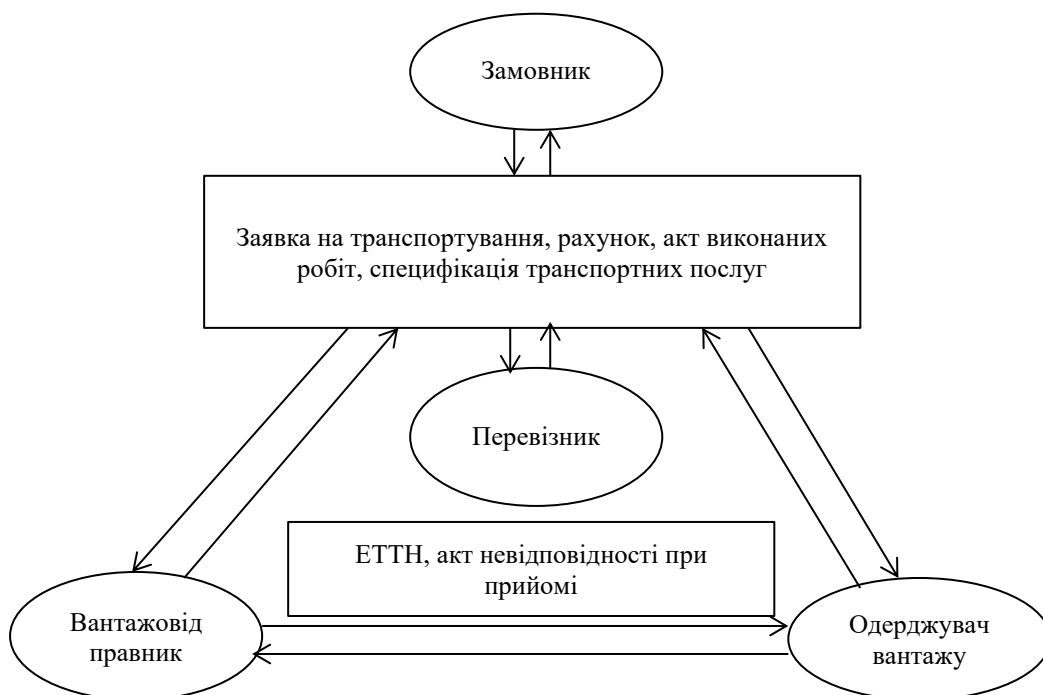 Замовник
Заявка на транспортування, рахунок, акт виконаних
робіт, специфікація транспортних послуг
Перевізник
ЕТТН, акт невідповідності при
прийомі
Вантажовід
правник
Одерджувач
вантажу